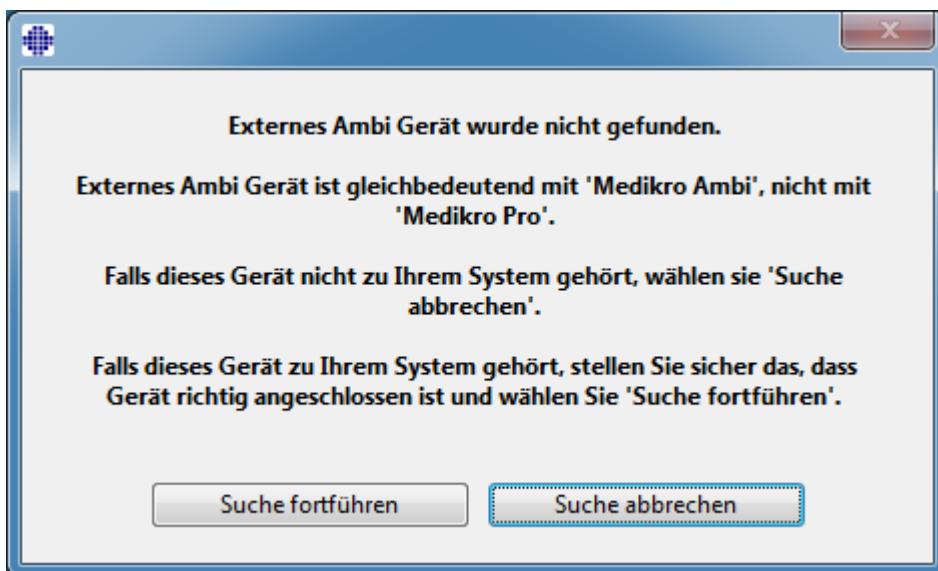 Externes Ambi Gerät wurde nicht gefunden.
Externes Ambi Gerät ist gleichbedeutend mit 'Medikro Ambi', nicht mit
'Medikro Pro'.
Falls dieses Gerät nicht zu Ihrem System gehört, wählen sie 'Suche
abbrechen'.
Falls dieses Gerät zu Ihrem System gehört, stellen Sie sicher das, dass
Gerät richtig angeschlossen ist und wählen Sie 'Suche fortführen'.
Suche fortführen
Suche abbrechen